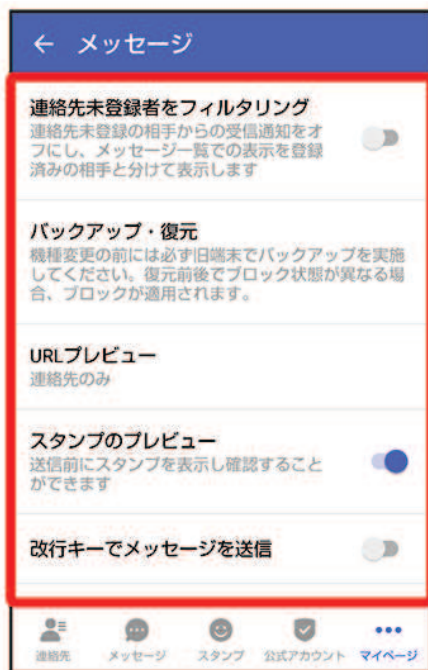 ← メッセージ
連絡先未登録者をフィルタリング
連絡先未登録の相手からの受信通知をオ
フにし、メッセージ一覧での表示を登録
済みの相手と分けて表示します
バックアップ・復元
機種変更の前には必ず旧端末でバックアップを実施
してください。復元前後でブロック状態が異なる場
合、ブロックが適用されます。
URLプレビュー
連絡先のみ
スタンプのプレビュー
送信前にスタンプを表示し確認すること
ができます
改行キーでメッセージを送信
連絡先 メッセージ スタンプ 公式アカウント マイページ